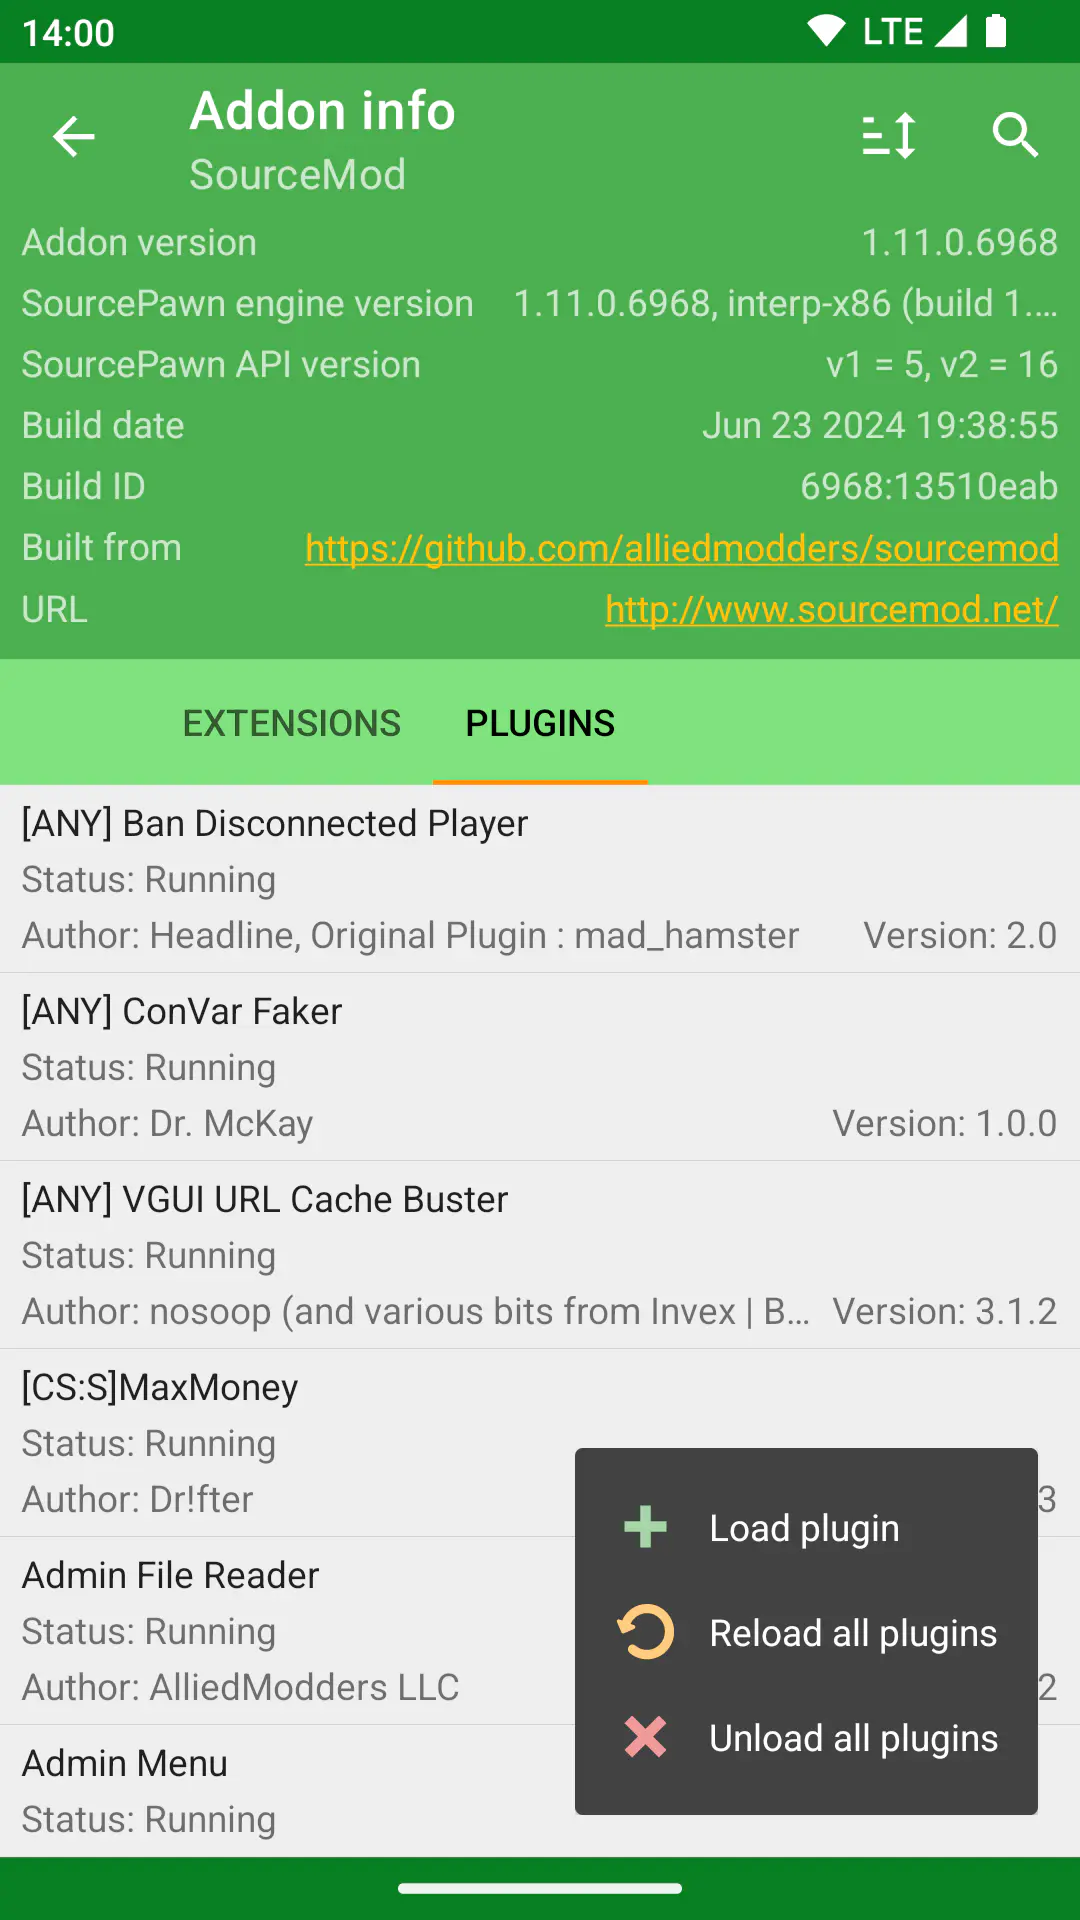 14:00 LTE
Addon info
SourceMod
Addon version 1.11.0.6968
SourcePawn engine version 1.11.0.6968, interp-x86 (build 1....
SourcePawn API version v1 = 5, v2 = 16
Build date Jun 23 2024 19:38:55
Build ID 6968:13510eab
Built from https://github.com/alliedmodders/sourcemod
URL http://www.sourcemod.net/
EXTENSIONS PLUGINS
[ANY] Ban Disconnected Player
Status: Running
Author: Headline, Original Plugin : mad_hamster Version: 2.0
[ANY] ConVar Faker
Status: Running
Author: Dr. McKay Version: 1.0.0
[ANY] VGUI URL Cache Buster
Status: Running
Author: nosoop (and various bits from Invex | B... Version: 3.1.2
[CS:S]MaxMoney
Status: Running
Author: Dr!fter 3
Load plugin
Admin File Reader
Status: Running
Reload all plugins
Author: AlliedModders LLC 2
Unload all plugins
Admin Menu
Status: Running